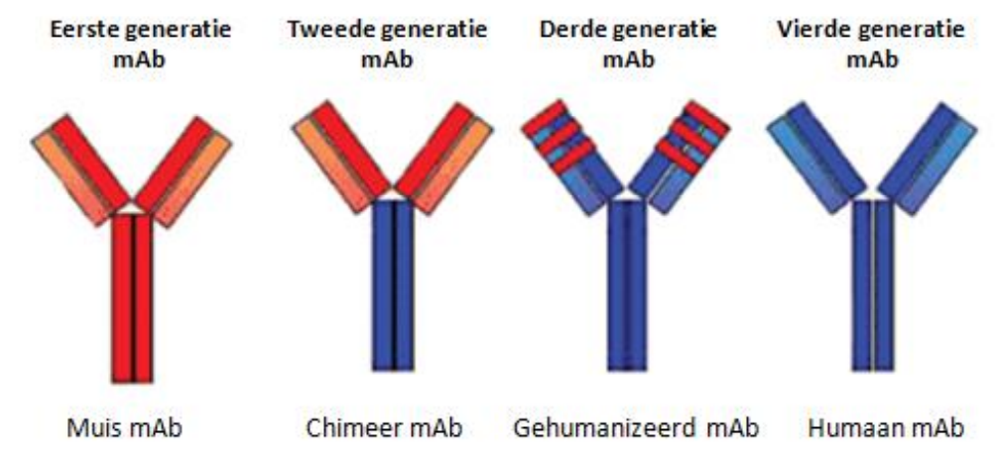 Eerste generatie
mAb
Tweede generatie
mAb
Derde generatie
mAb
Vierde generatie
mAb
Muis mAb
Chimeer mAb
Gehumanizeerd mAb
Humaan mAb